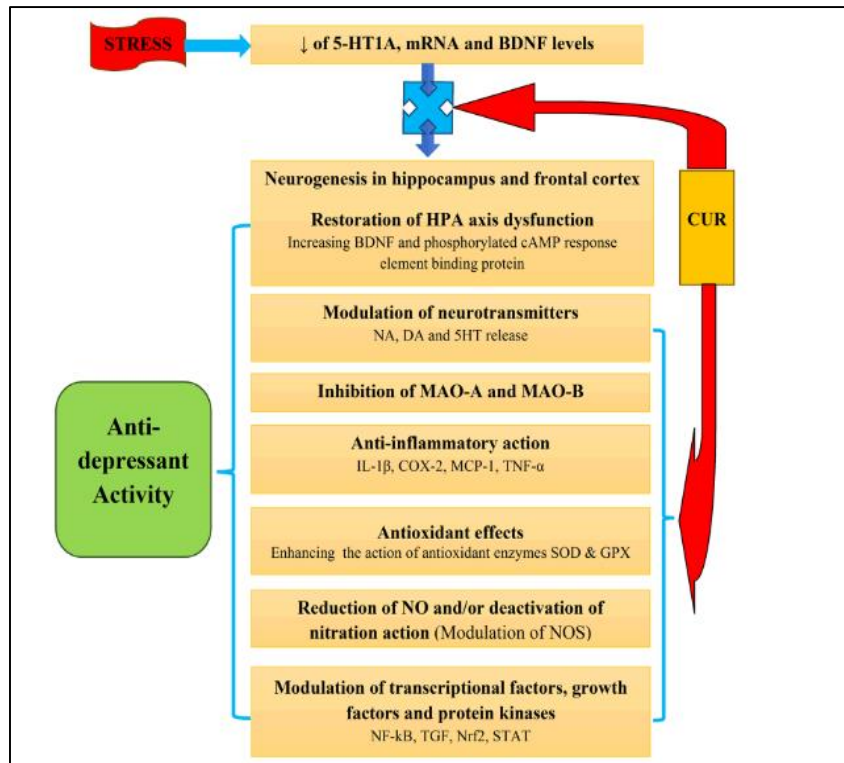 STRESS
↓ of 5-HT1A, mRNA and BDNF levels
Neurogenesis in hippocampus and frontal cortex
Restoration of HPA axis dysfunction
Increasing BDNF and phosphorylated cAMP response
element binding protein
CUR
Modulation of neurotransmitters
NA, DA and 5HT release
Inhibition of MAO-A and MAO-B
Anti-inflammatory action
IL-1β, COX-2, MCP-1, TNF-α
Anti-
depressant
Activity
Antioxidant effects
Enhancing the action of antioxidant enzymes SOD & GPX
Reduction of NO and/or deactivation of
nitration action (Modulation of NOS)
Modulation of transcriptional factors, growth
factors and protein kinases
NF-kB, TGF, Nrf2, STAT